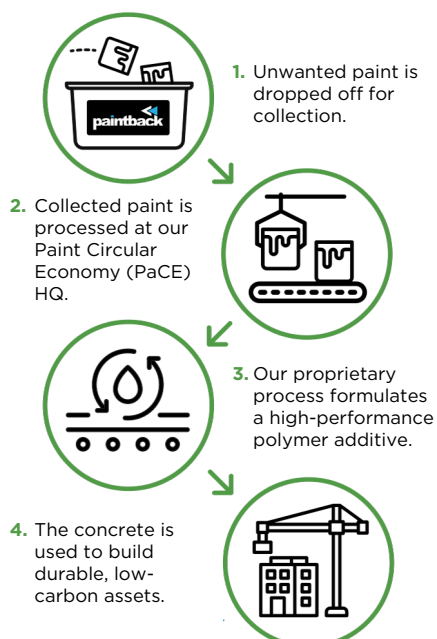 paintback
1. Unwanted paint is
dropped off for
collection.
2. Collected paint is
processed at our
Paint Circular
Economy (PaCE)
HQ.
3. Our proprietary
process formulates
a high-performance
polymer additive.
4. The concrete is
used to build
durable, low-
carbon assets.